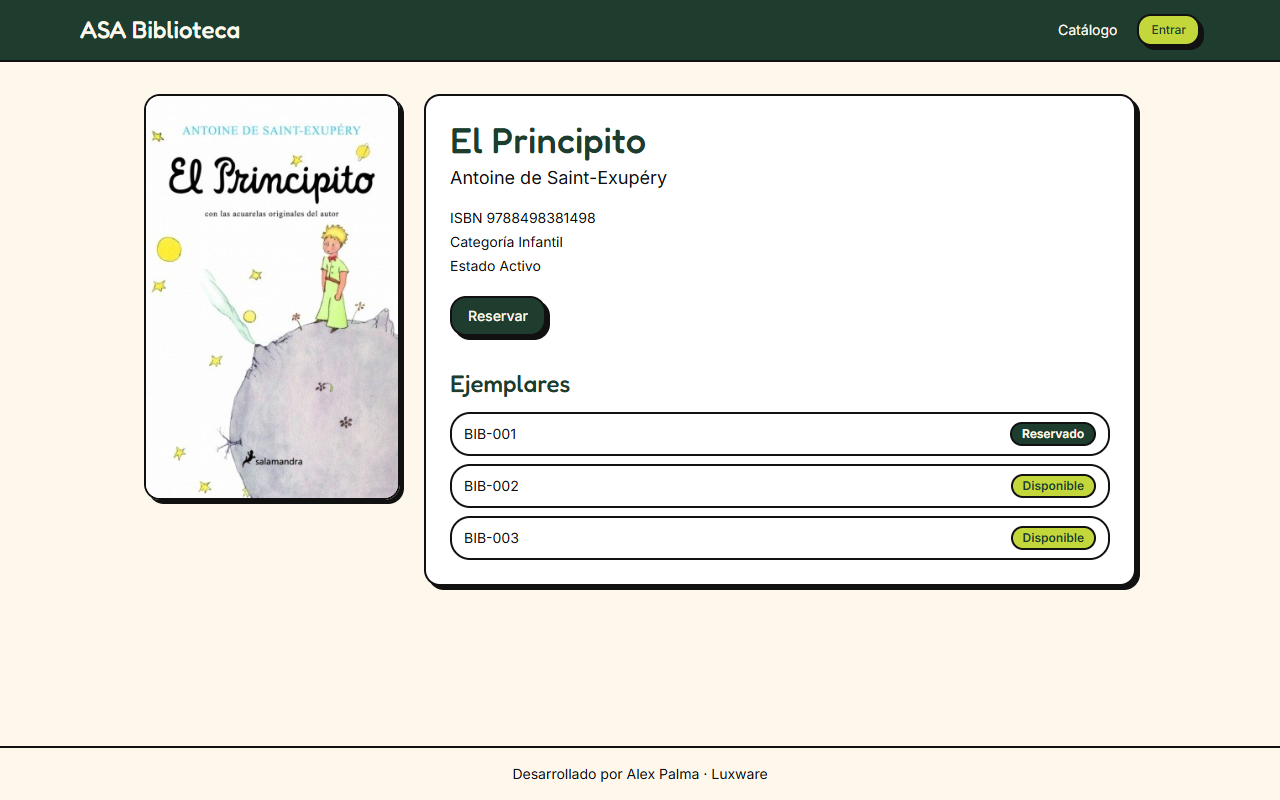 ASA Biblioteca
Catálogo
Entrar
ANTOINE DE SAINT-EXUPÉRY
El Principito
con las acuarelas originales del autor
salamandra
El Principito
Antoine de Saint-Exupéry
ISBN 9788498381498
Categoría Infantil
Estado Activo
Reservar
Ejemplares
BIB-001 Reservado
BIB-002 Disponible
BIB-003 Disponible
Desarrollado por Alex Palma · Luxware